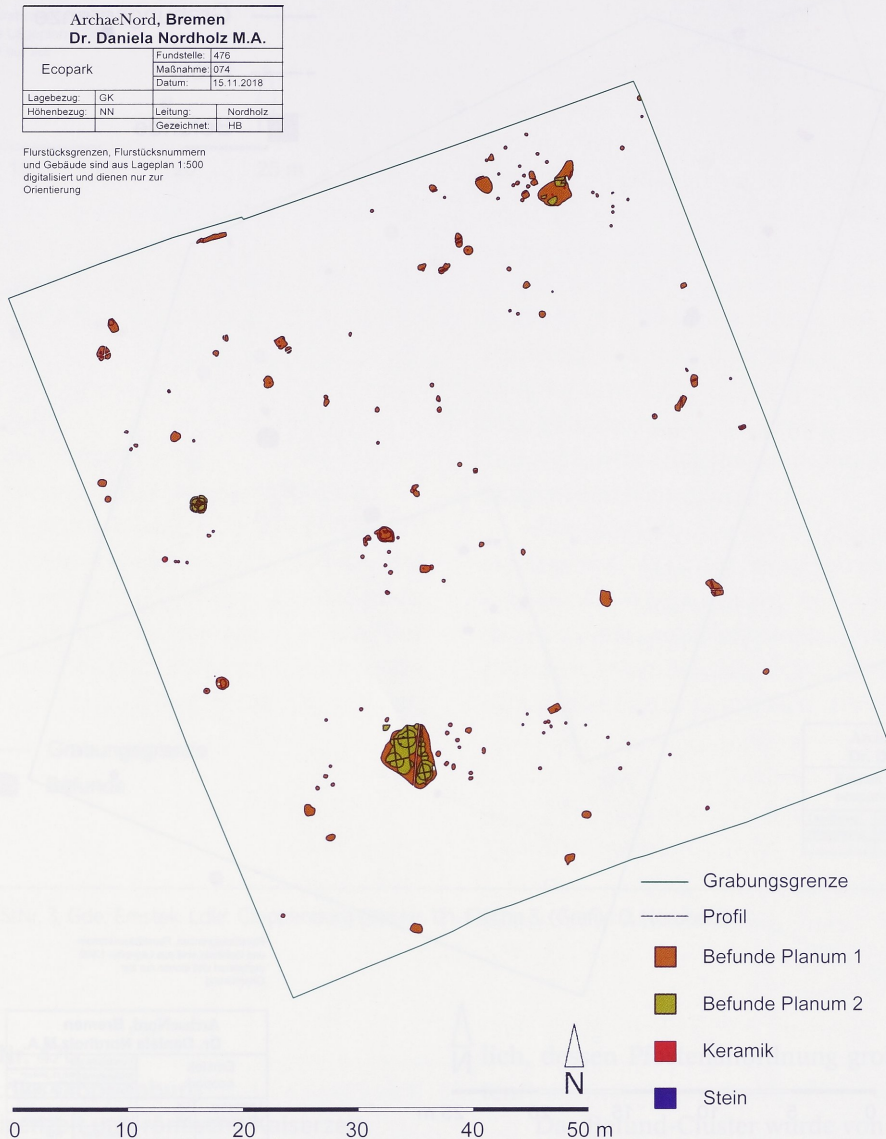 ArchaeNord, Bremen
Dr. Daniela Nordholz M.A.
Ecopark
Fundstelle: 476
Maßnahme: 074
Datum: 15.11.2018
Lagebezug: GK
Höhenbezug: NN Leitung: Nordholz
Gezeichnet: HB
Flurstücksgrenzen, Flurstücksnummern
und Gebäude sind aus Lageplan 1:500
digitalisiert und dienen nur zur
Orientierung
Grabungsgrenze
Profil
Befunde Planum 1
Befunde Planum 2
Keramik
Stein
N
0 10 20 30 40 50 m